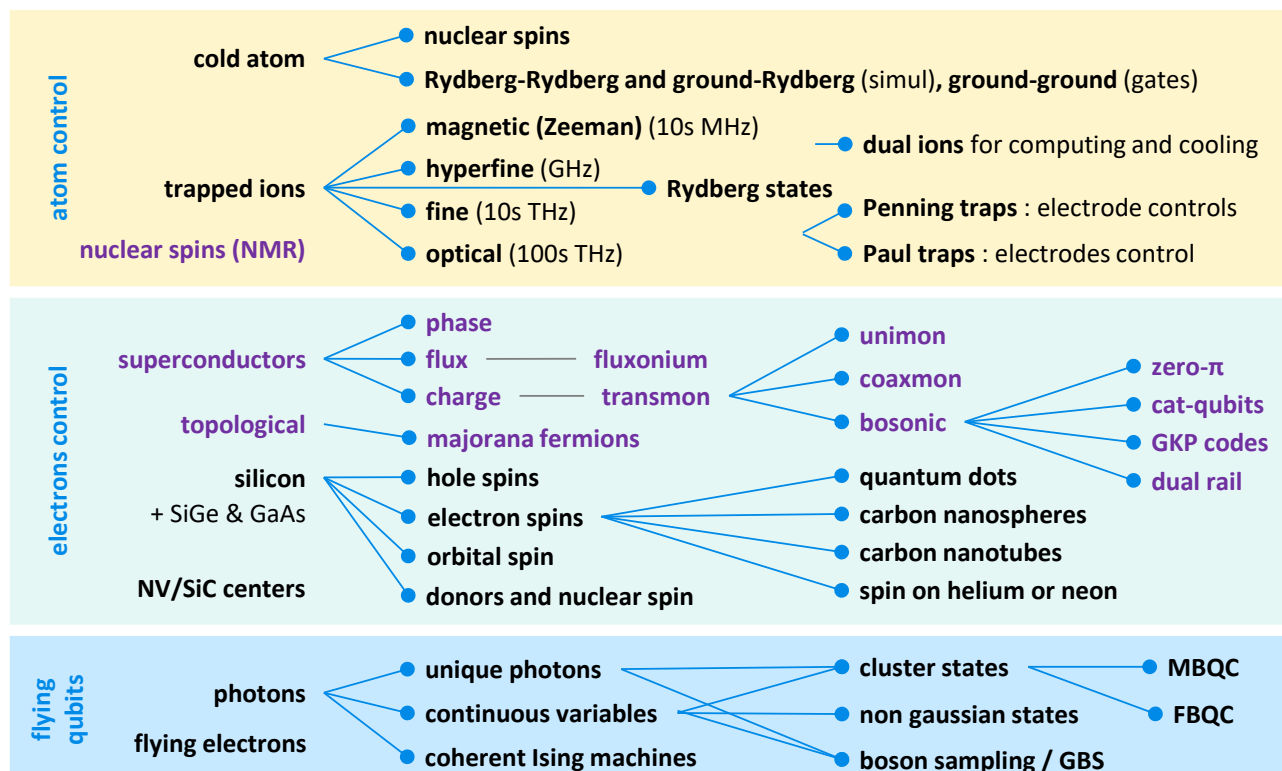 atom control
cold atom
nuclear spins
Rydberg-Rydberg and ground-Rydberg (simul), ground-ground (gates)
trapped ions
magnetic (Zeeman) (10s MHz)
hyperfine (GHz)
fine (10s THz)
optical (100s THz)
Rydberg states
dual ions for computing and cooling
Penning traps : electrode controls
Paul traps : electrodes control
nuclear spins (NMR)
electrons control
superconductors
phase
flux
fluxonium
charge
transmon
unimon
coaxmon
bosonic
zero-π
cat-qubits
GKP codes
dual rail
topological
majorana fermions
silicon
+ SiGe & GaAs
hole spins
electron spins
orbital spin
donors and nuclear spin
quantum dots
carbon nanospheres
carbon nanotubes
spin on helium or neon
NV/SiC centers
flying
qubits
photons
unique photons
continuous variables
coherent Ising machines
cluster states
non gaussian states
boson sampling / GBS
MBQC
FBQC
flying electrons